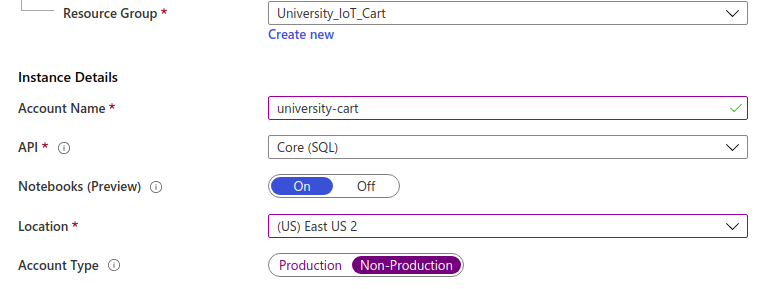 Resource Group * University_IoT_Cart
Create new
Instance Details
Account Name * university-cart
API * Core (SQL)
Notebooks (Preview) On Off
Location * (US) East US 2
Account Type Production Non-Production